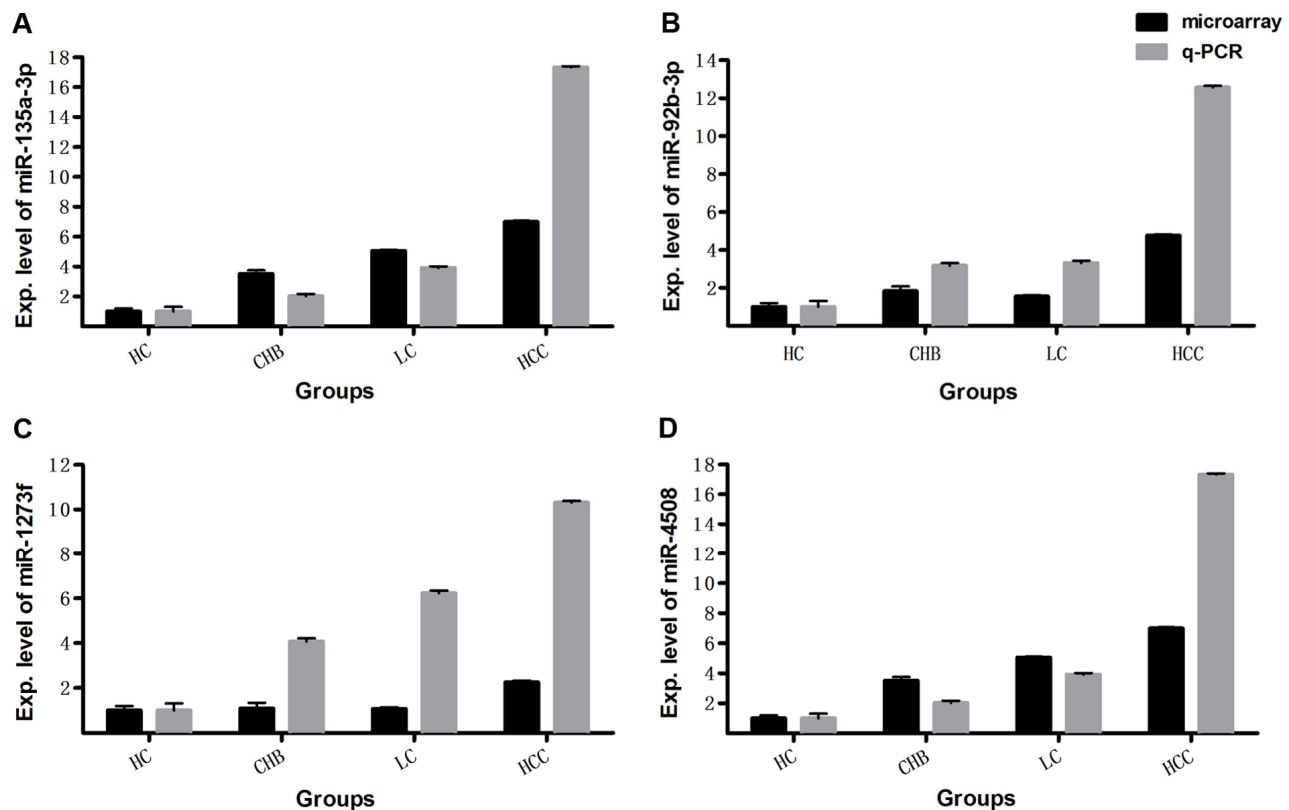 A
Exp. level of miR-135a-3p
18
16
14
12
10
8
6
4
2
HC CHB LC HCC
Groups
B
microarray
q-PCR
Exp. level of miR-92b-3p
14
12
10
8
6
4
2
HC CHB LC HCC
Groups
C
Exp. level of miR-1273f
12
10
8
6
4
2
HC CHB LC HCC
Groups
D
Exp. level of miR-4508
18
16
14
12
10
8
6
4
2
HC CHB LC HCC
Groups